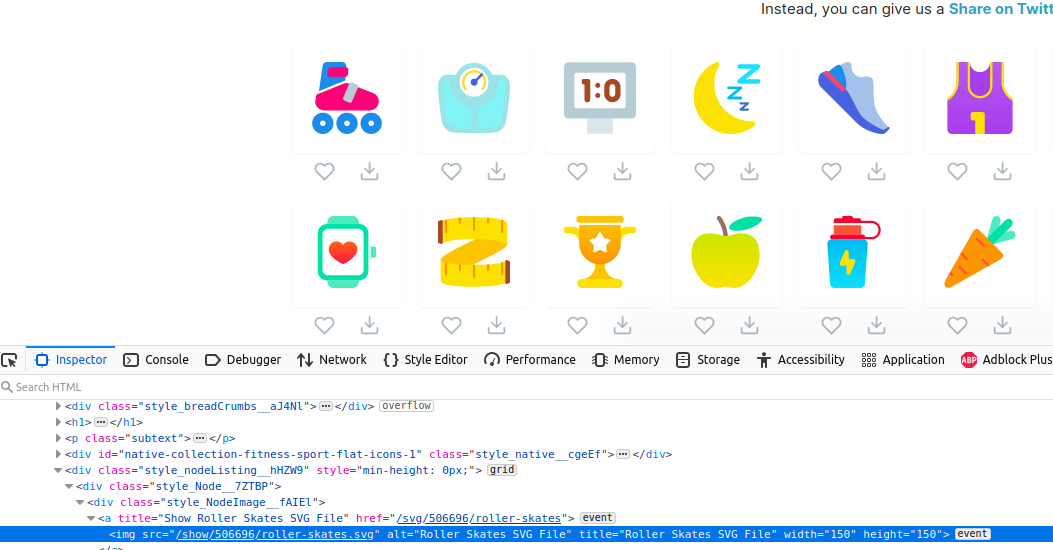 Instead, you can give us a Share on Twitt
1:0
Z
Z
Z
1
Inspector Console Debugger Network Style Editor Performance Memory Storage Accessibility Application ABP Adblock Plus
Search HTML
<div class="style_breadCrumbs__aJ4Nl">···</div> overflow
<h1>···</h1>
<p class="subtext">···</p>
<div id="native-collection-fitness-sport-flat-icons-1" class="style_native__cgeEf">···</div>
<div class="style_nodeListing__hHZW9" style="min-height: 0px;"> grid
<div class="style_Node__7ZTBP">
<div class="style_NodeImage__fAIEl">
<a title="Show Roller Skates SVG File" href="/svg/506696/roller-skates"> event
<img src="/show/506696/roller-skates.svg" alt="Roller Skates SVG File" title="Roller Skates SVG File" width="150" height="150"> event